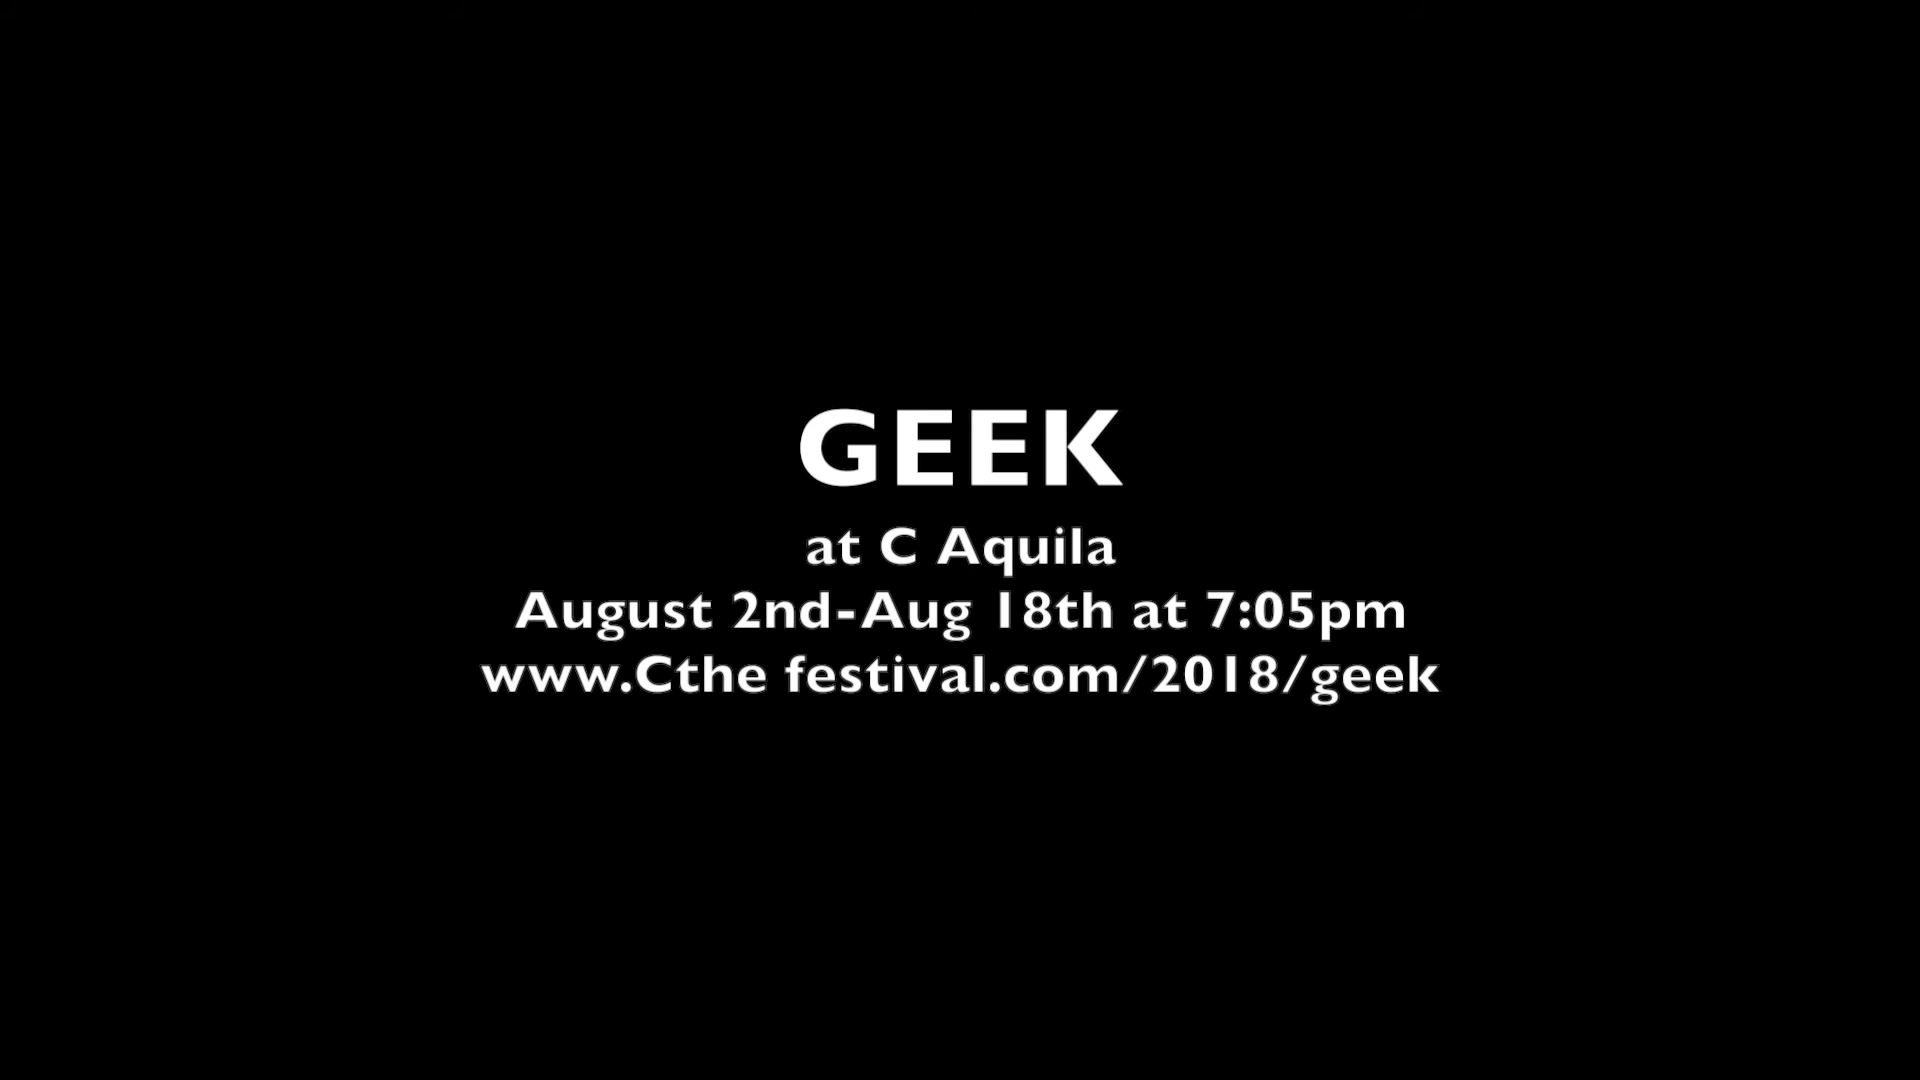 GEEK
at C Aquila
August 2nd-Aug 18th at 7:05pm
www.Cthe festival.com/2018/geek